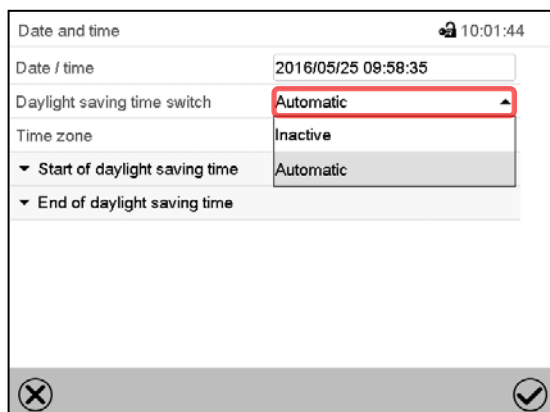 Date and time 10:01:44
Date / time 2016/05/25 09:58:35
Daylight saving time switch Automatic
Time zone Inactive
Start of daylight saving time Automatic
End of daylight saving time